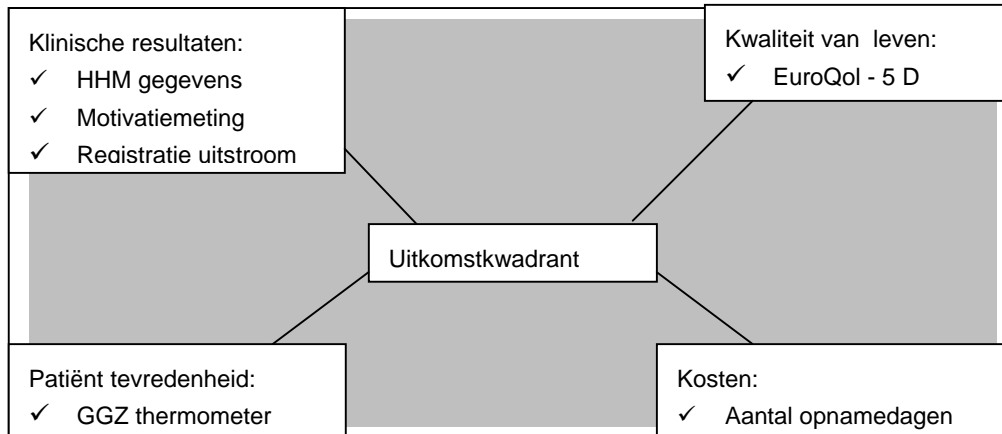 Klinische resultaten:
✓ HHM gegevens
✓ Motivatiemeting
✓ Registratie uitstroom
Kwaliteit van leven:
✓ EuroQol - 5 D
Uitkomstkwadrant
Patiënt tevredenheid:
✓ GGZ thermometer
Kosten:
✓ Aantal opnamedagen